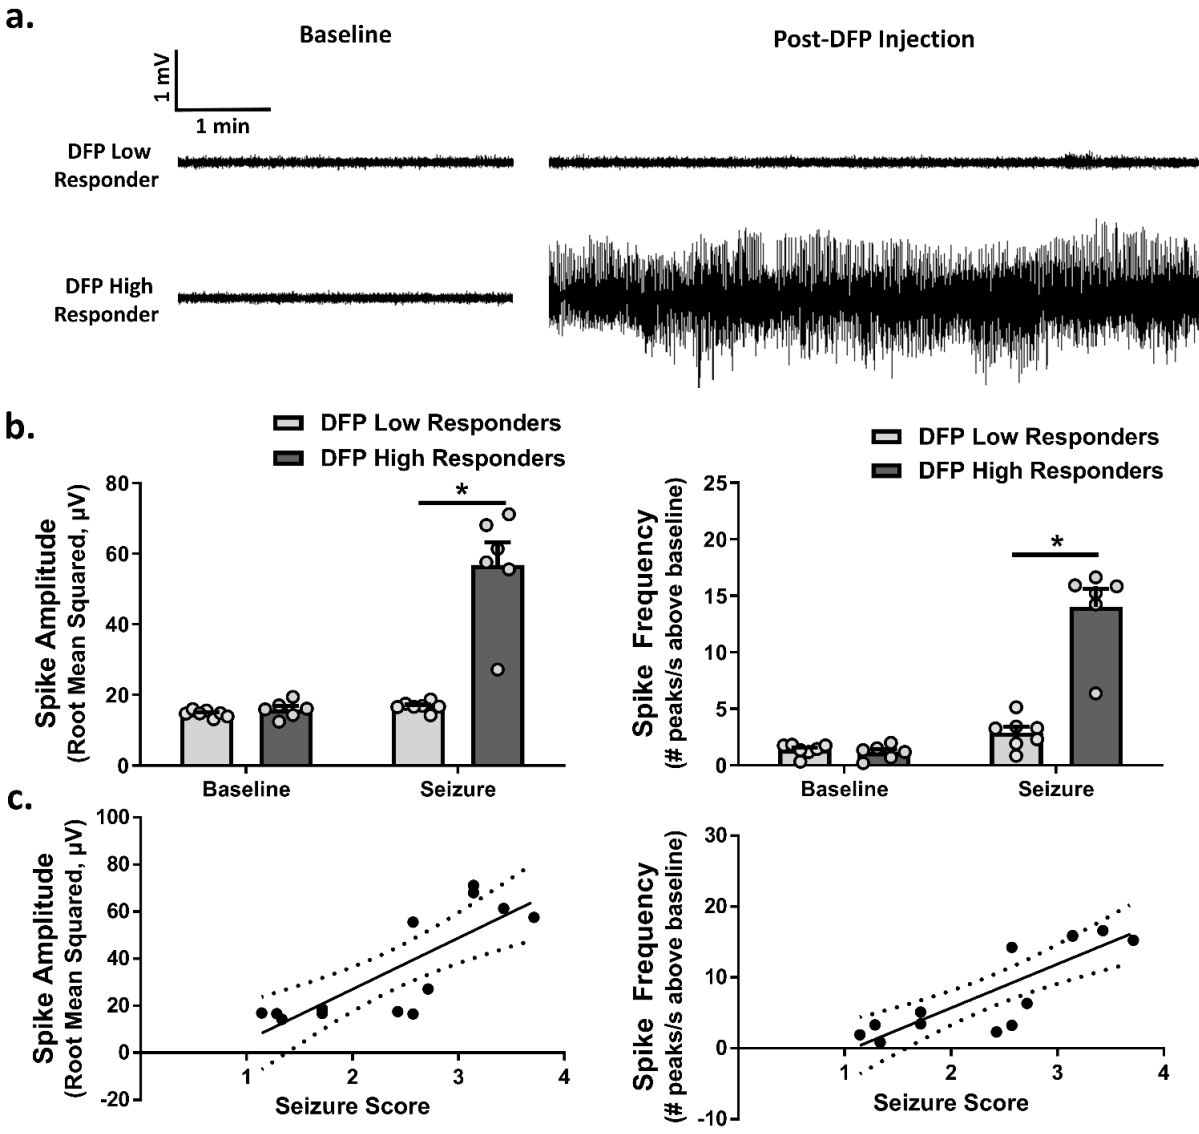 a.
Baseline
Post-DFP Injection
1 mV
1 min
DFP Low
Responder
DFP High
Responder
b.
DFP Low Responders
DFP High Responders
Spike Amplitude
(Root Mean Squared, µV)
80
60
40
20
0
*
Baseline
Seizure
DFP Low Responders
DFP High Responders
Spike Frequency
(# peaks/s above baseline)
25
20
15
10
5
0
*
Baseline
Seizure
c.
Spike Amplitude
(Root Mean Squared, µV)
100
80
60
40
20
0
-20
1
2
3
4
Seizure Score
Spike Frequency
(# peaks/s above baseline)
30
20
10
0
-10
1
2
3
4
Seizure Score